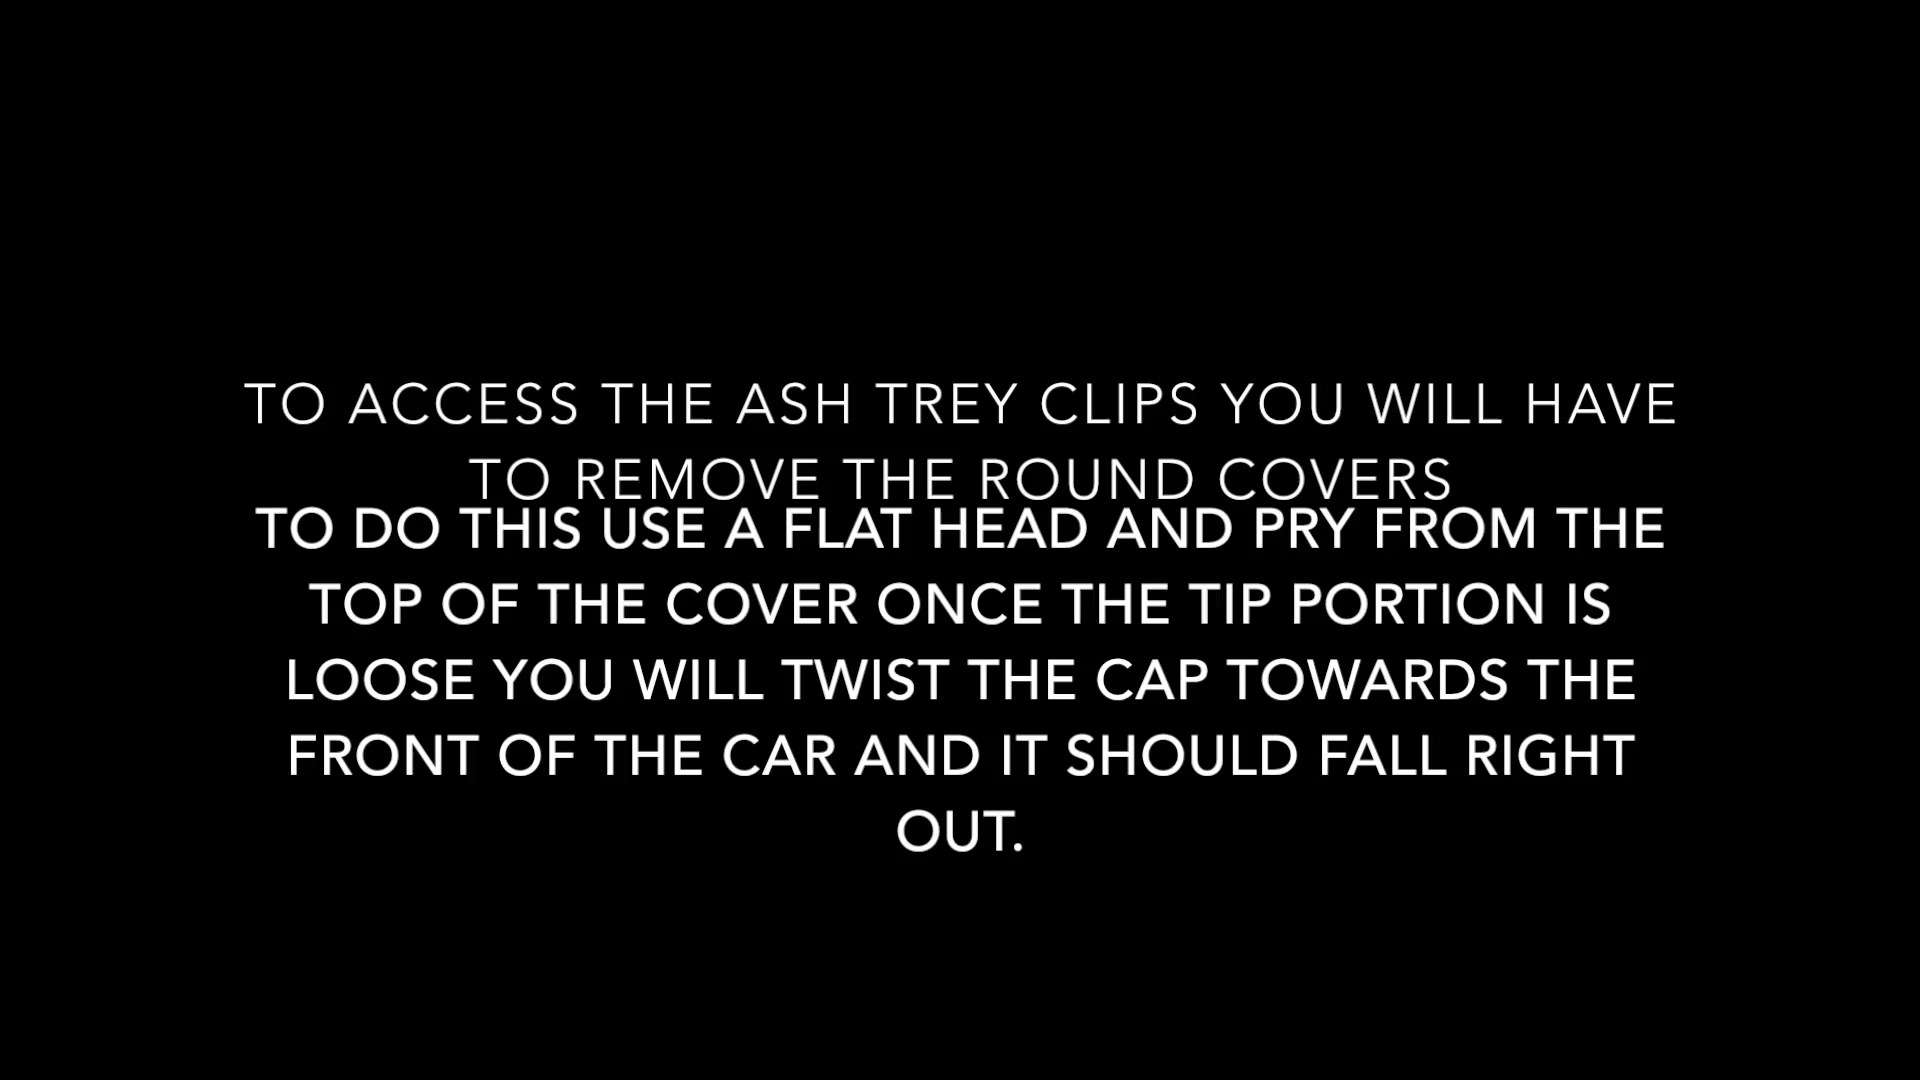 TO ACCESS THE ASH TREY CLIPS YOU WILL HAVE
TO REMOVE THE ROUND COVERS
TO DO THIS USE A FLAT HEAD AND PRY FROM THE
TOP OF THE COVER ONCE THE TIP PORTION IS
LOOSE YOU WILL TWIST THE CAP TOWARDS THE
FRONT OF THE CAR AND IT SHOULD FALL RIGHT
OUT.